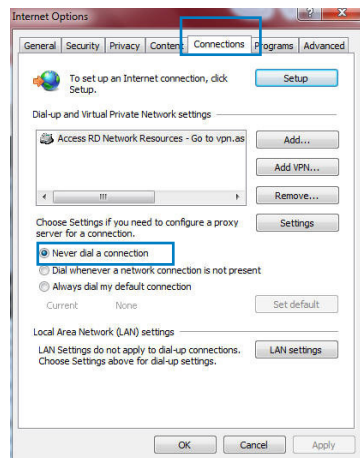 Internet Options
General Security Privacy Content Connections Programs Advanced
To set up an Internet connection, click
Setup.
Setup
Dial-up and Virtual Private Network settings
Access RD Network Resources - Go to vpn.as
Add...
Add VPN...
Remove...
Choose Settings if you need to configure a proxy
server for a connection.
Settings
Never dial a connection
Dial whenever a network connection is not present
Always dial my default connection
Current None
Set default
Local Area Network (LAN) settings
LAN Settings do not apply to dial-up connections.
Choose Settings above for dial-up settings.
LAN settings
OK Cancel Apply